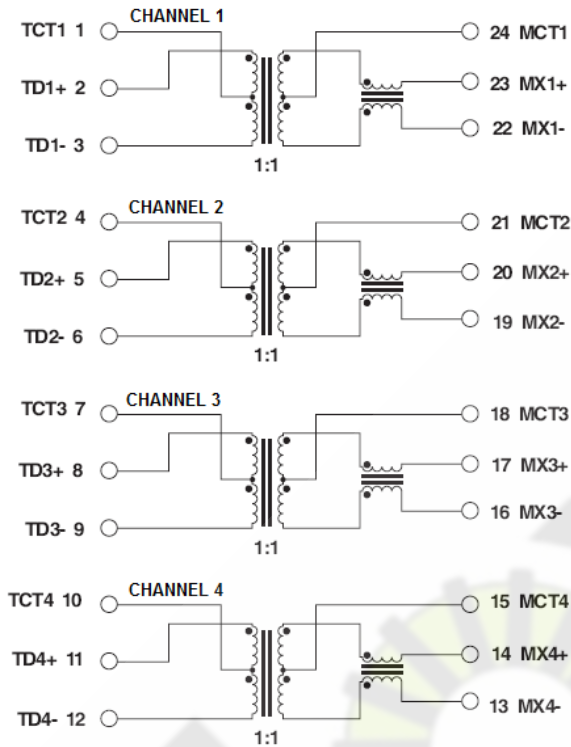 TCT1 1 CHANNEL 1 24 MCT1
TD1+ 2 23 MX1+
TD1- 3 22 MX1-
1:1
TCT2 4 CHANNEL 2 21 MCT2
TD2+ 5 20 MX2+
TD2- 6 19 MX2-
1:1
TCT3 7 CHANNEL 3 18 MCT3
TD3+ 8 17 MX3+
TD3- 9 16 MX3-
1:1
TCT4 10 CHANNEL 4 15 MCT4
TD4+ 11 14 MX4+
TD4- 12 13 MX4-
1:1